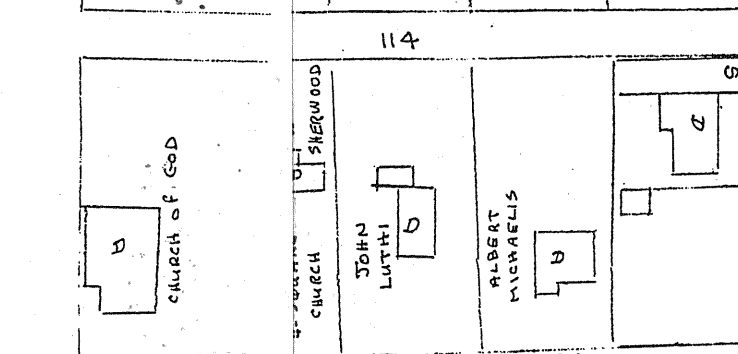 114
CHURCH of GOD
D
SHERWOOD
CHURCH
D
JOHN
LUTHI
D
ALBERT
MICHAELIS
D
D